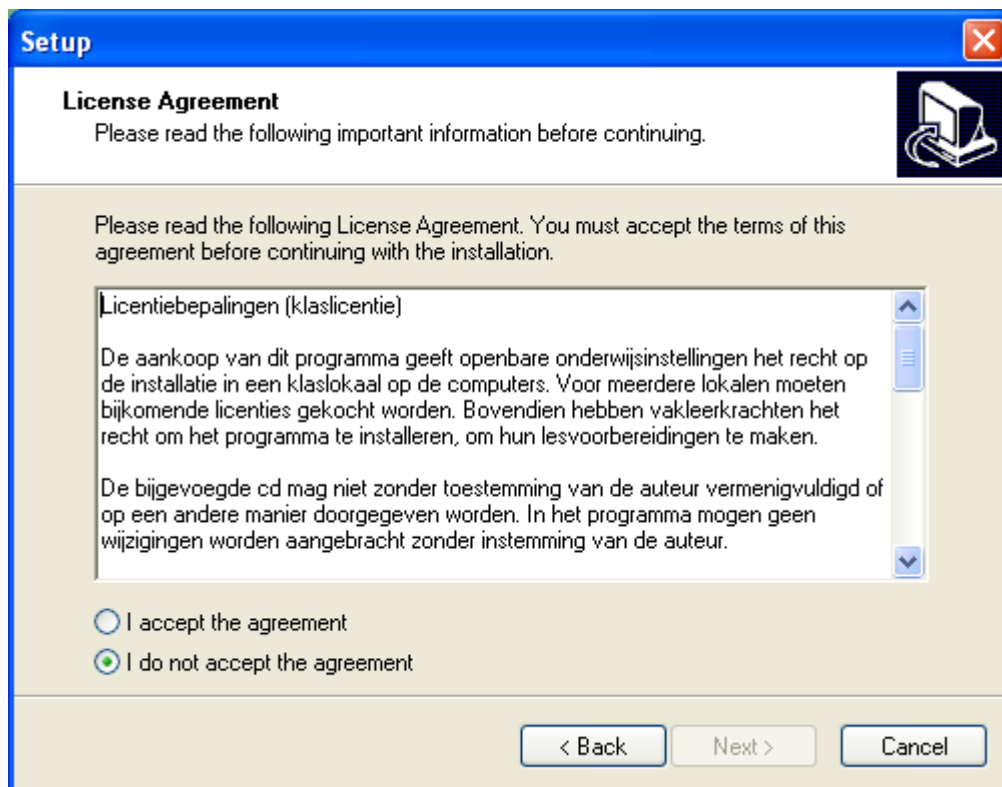 Setup
License Agreement
Please read the following important information before continuing.
Please read the following License Agreement. You must accept the terms of this
agreement before continuing with the installation.
Licentiebepalingen (klaslicentie)
De aankoop van dit programma geeft openbare onderwijsinstellingen het recht op
de installatie in een klaslokaal op de computers. Voor meerdere lokalen moeten
bijkomende licenties gekocht worden. Bovendien hebben vakleerkrachten het
recht om het programma te installeren, om hun lesvoorbereidingen te maken.
De bijgevoegde cd mag niet zonder toestemming van de auteur vermenigvuldigd of
op een andere manier doorgegeven worden. In het programma mogen geen
wijzigingen worden aangebracht zonder instemming van de auteur.
I accept the agreement
I do not accept the agreement
< Back Next > Cancel